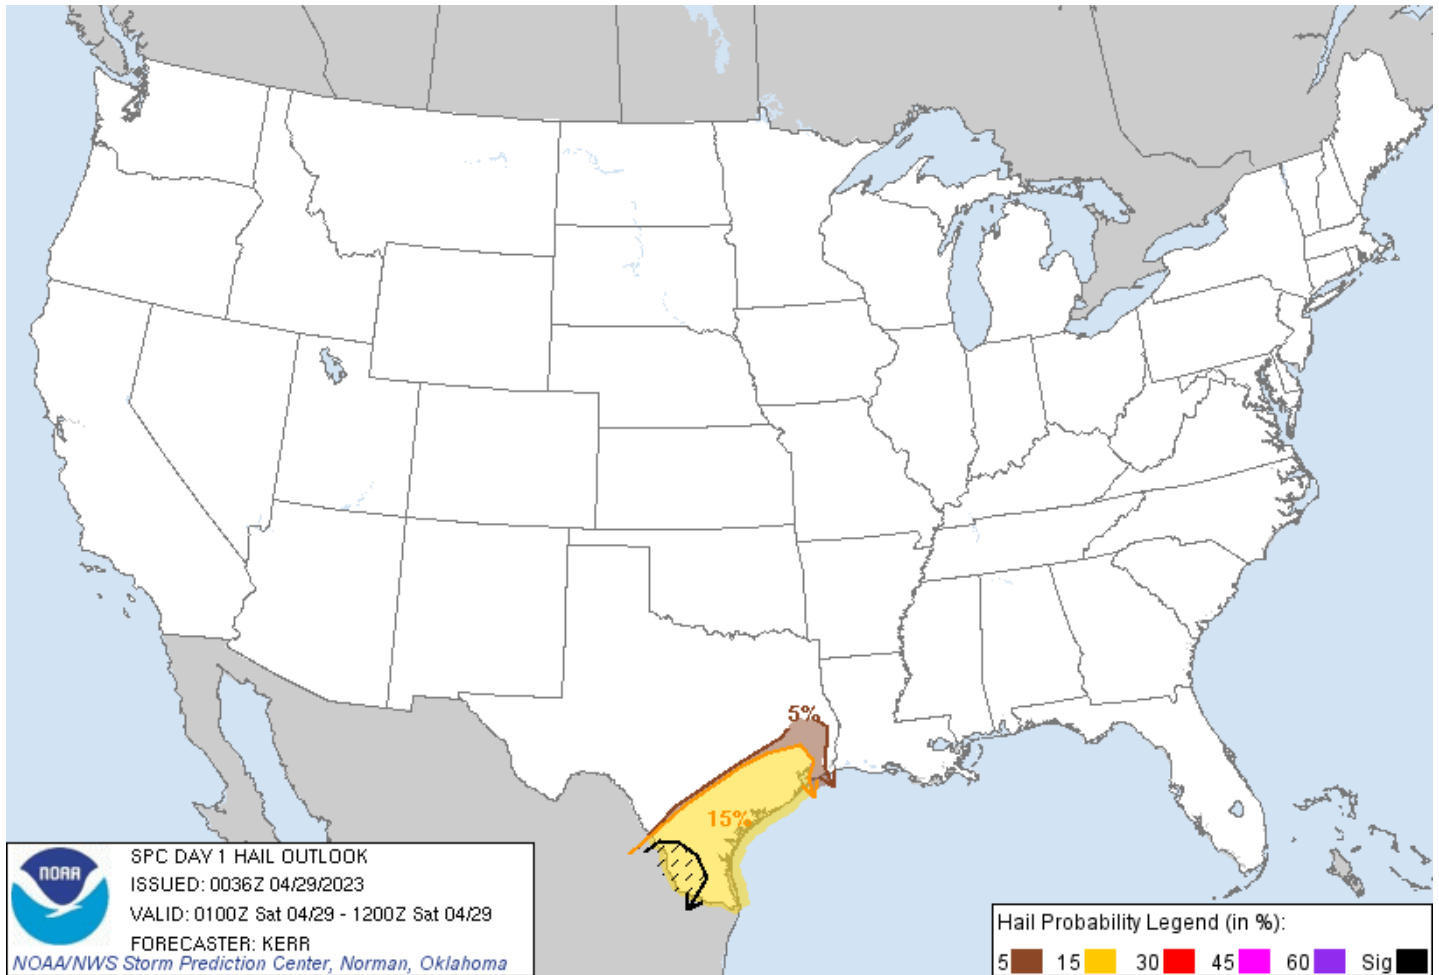 5%
15%
NOAA
SPC DAY 1 HAIL OUTLOOK
ISSUED: 0036Z 04/29/2023
VALID: 0100Z Sat 04/29 - 1200Z Sat 04/29
FORECASTER: KERR
NOAA/NWS Storm Prediction Center, Norman, Oklahoma
Hail Probability Legend (in %):
5 15 30 45 60 Sig